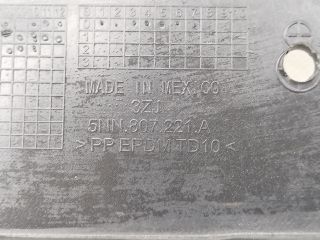 MADE IN MEXICO
3ZJ
5NN.807.221.A
>PP EPDM TD10<